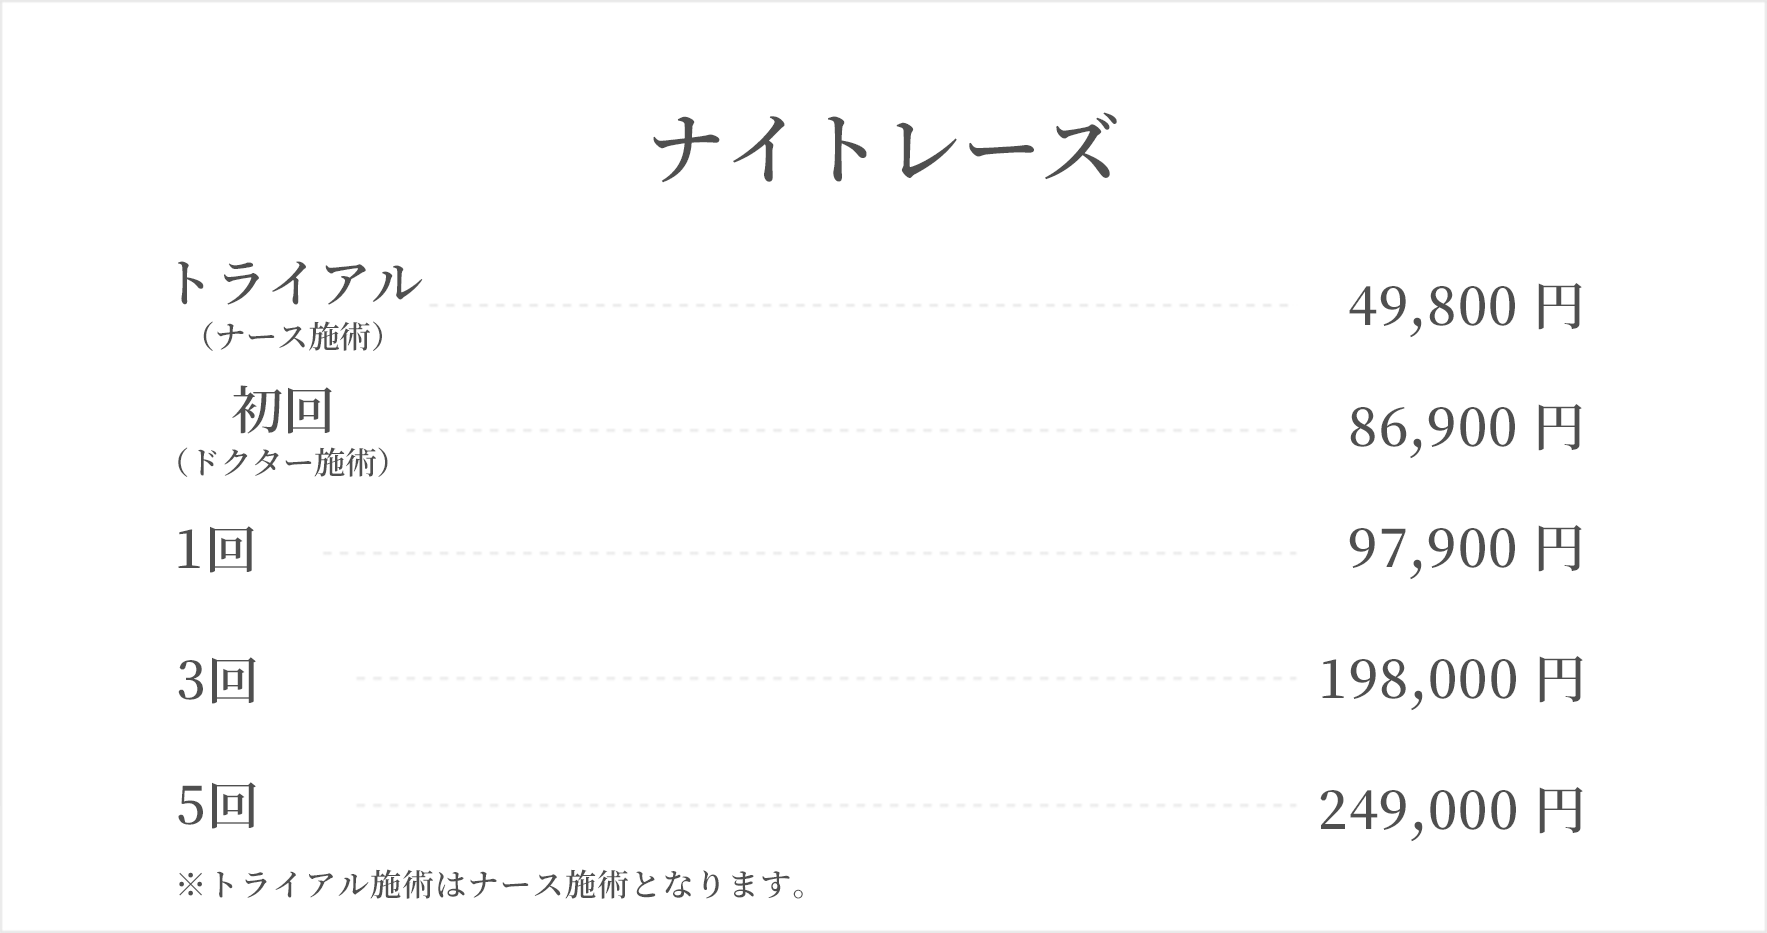 ナイトレーズ
トライアル
（ナース施術）
49,800 円
初回
（ドクター施術）
86,900 円
1回
97,900 円
3回
198,000 円
5回
249,000 円
※トライアル施術はナース施術となります。